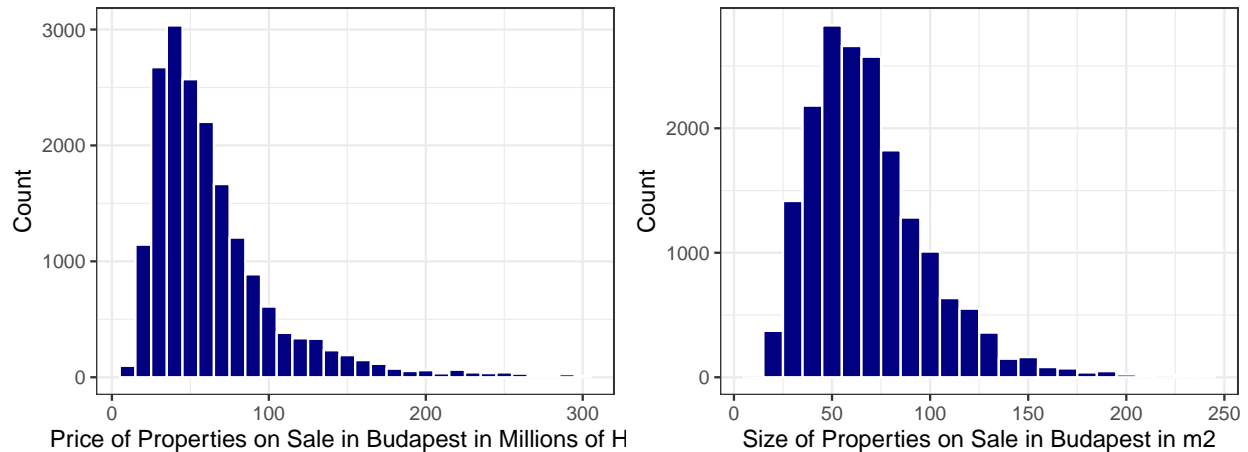 3000
2000
1000
0
Count
0 100 200 300
Price of Properties on Sale in Budapest in Millions of H
2000
1000
0
Count
0 50 100 150 200 250
Size of Properties on Sale in Budapest in m2